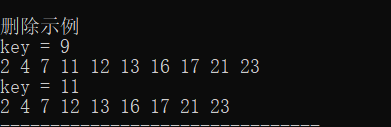 删除示例
key = 9
2 4 7 11 12 13 16 17 21 23
key = 11
2 4 7 12 13 16 17 21 23
--------------------------------